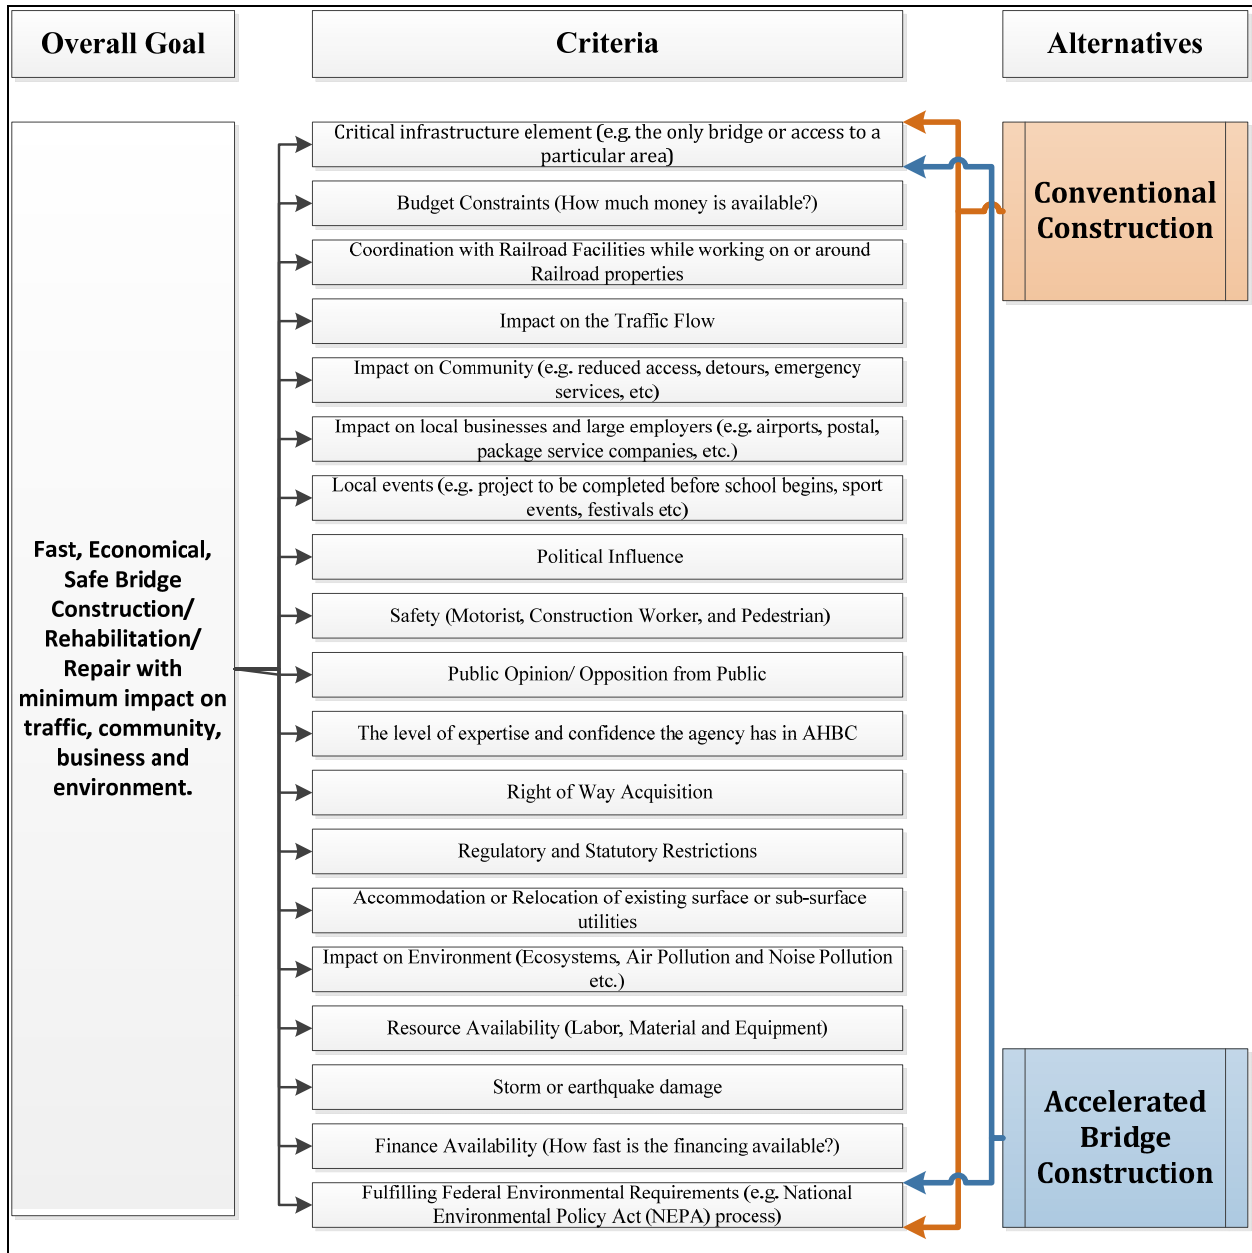 Overall Goal
Criteria
Alternatives
Fast, Economical,
Safe Bridge
Construction/
Rehabilitation/
Repair with
minimum impact on
traffic, community,
business and
environment.
Critical infrastructure element (e.g. the only bridge or access to a
particular area)
Budget Constraints (How much money is available?)
Coordination with Railroad Facilities while working on or around
Railroad properties
Impact on the Traffic Flow
Impact on Community (e.g. reduced access, detours, emergency
services, etc)
Impact on local businesses and large employers (e.g. airports, postal,
package service companies, etc.)
Local events (e.g. project to be completed before school begins, sport
events, festivals etc)
Political Influence
Safety (Motorist, Construction Worker, and Pedestrian)
Public Opinion/ Opposition from Public
The level of expertise and confidence the agency has in AHBC
Right of Way Acquisition
Regulatory and Statutory Restrictions
Accommodation or Relocation of existing surface or sub-surface
utilities
Impact on Environment (Ecosystems, Air Pollution and Noise Pollution
etc.)
Resource Availability (Labor, Material and Equipment)
Storm or earthquake damage
Finance Availability (How fast is the financing available?)
Fulfilling Federal Environmental Requirements (e.g. National
Environmental Policy Act (NEPA) process)
Conventional
Construction
Accelerated
Bridge
Construction